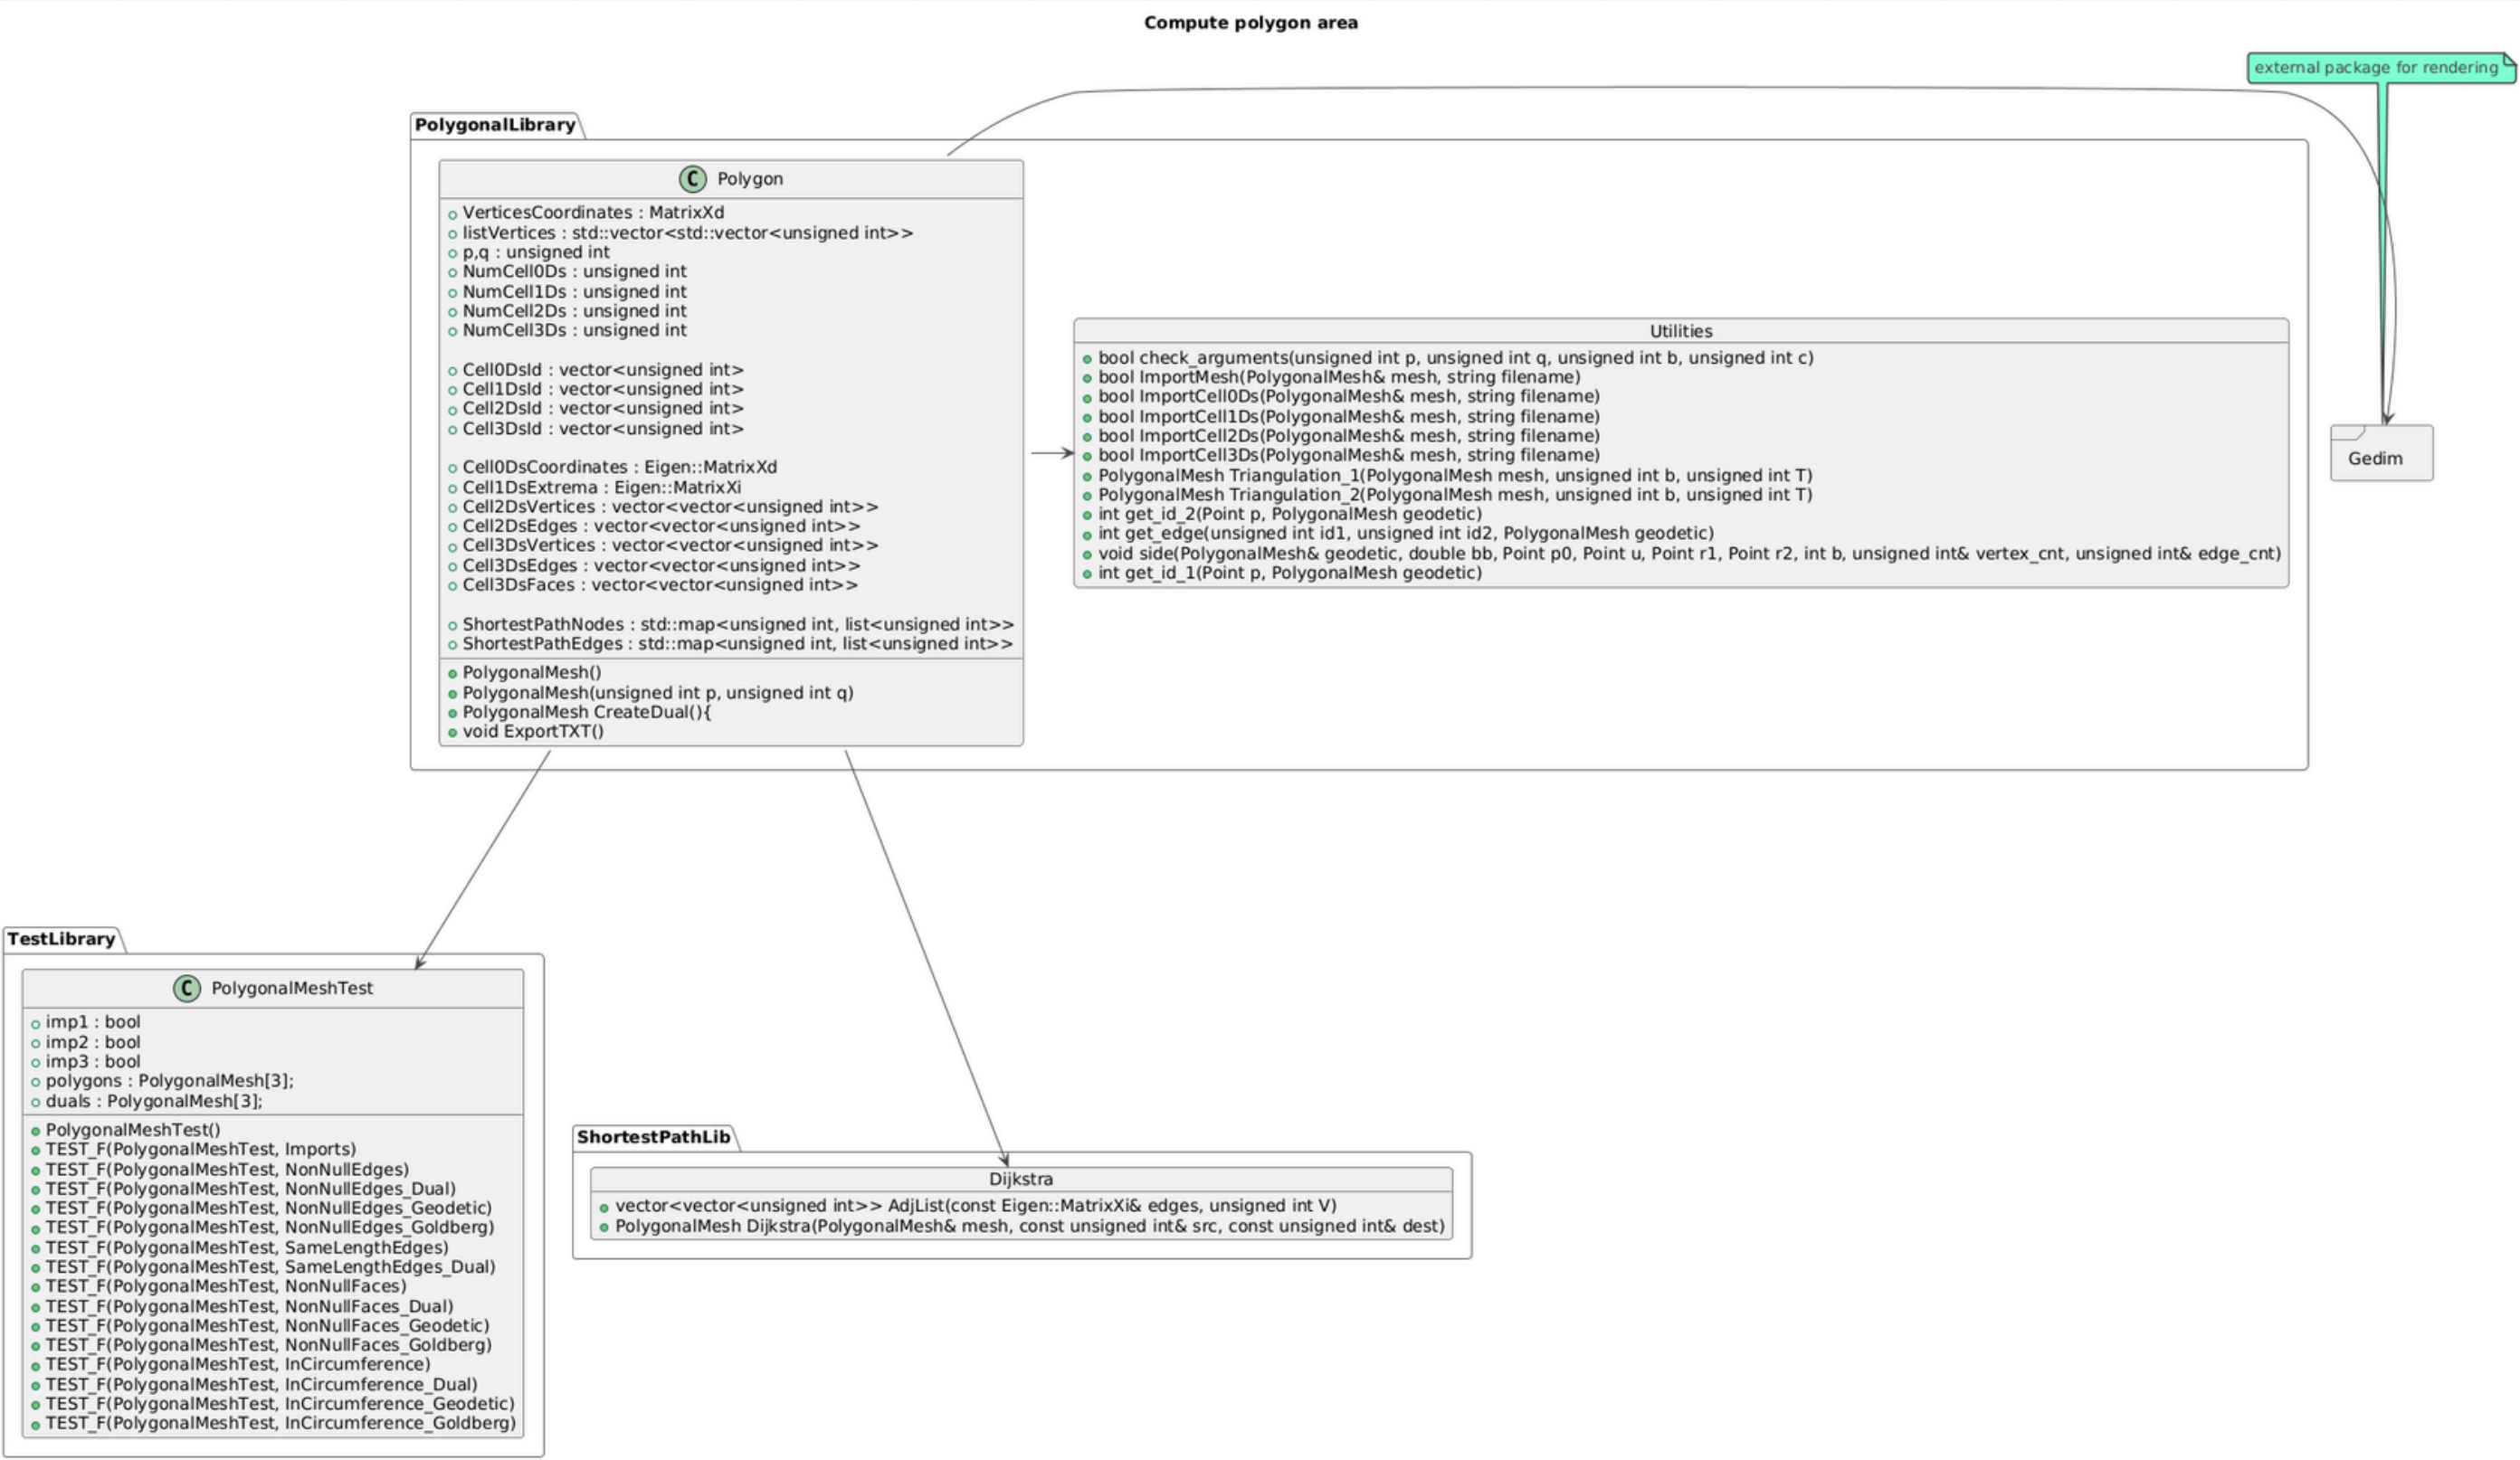 Compute polygon area
external package for rendering
PolygonalLibrary
C Polygon
VerticesCoordinates : MatrixXd
listVertices : std::vector<std::vector<unsigned int>>
p,q : unsigned int
NumCell0Ds : unsigned int
NumCell1Ds : unsigned int
NumCell2Ds : unsigned int
NumCell3Ds : unsigned int
Cell0DsId : vector<unsigned int>
Cell1DsId : vector<unsigned int>
Cell2DsId : vector<unsigned int>
Cell3DsId : vector<unsigned int>
Cell0DsCoordinates : Eigen::MatrixXd
Cell1DsExtrema : Eigen::MatrixXi
Cell2DsVertices : vector<vector<unsigned int>>
Cell2DsEdges : vector<vector<unsigned int>>
Cell3DsVertices : vector<vector<unsigned int>>
Cell3DsEdges : vector<vector<unsigned int>>
Cell3DsFaces : vector<vector<unsigned int>>
ShortestPathNodes : std::map<unsigned int, list<unsigned int>>
ShortestPathEdges : std::map<unsigned int, list<unsigned int>>
PolygonalMesh()
PolygonalMesh(unsigned int p, unsigned int q)
PolygonalMesh CreateDual(){
void ExportTXT()
Utilities
bool check_arguments(unsigned int p, unsigned int q, unsigned int b, unsigned int c)
bool ImportMesh(PolygonalMesh& mesh, string filename)
bool ImportCell0Ds(PolygonalMesh& mesh, string filename)
bool ImportCell1Ds(PolygonalMesh& mesh, string filename)
bool ImportCell2Ds(PolygonalMesh& mesh, string filename)
bool ImportCell3Ds(PolygonalMesh& mesh, string filename)
PolygonalMesh Triangulation_1(PolygonalMesh mesh, unsigned int b, unsigned int T)
PolygonalMesh Triangulation_2(PolygonalMesh mesh, unsigned int b, unsigned int T)
int get_id_2(Point p, PolygonalMesh geodetic)
int get_edge(unsigned int id1, unsigned int id2, PolygonalMesh geodetic)
void side(PolygonalMesh& geodetic, double bb, Point p0, Point u, Point r1, Point r2, int b, unsigned int& vertex_cnt, unsigned int& edge_cnt)
int get_id_1(Point p, PolygonalMesh geodetic)
Gedim
TestLibrary
C PolygonalMeshTest
imp1 : bool
imp2 : bool
imp3 : bool
polygons : PolygonalMesh[3];
duals : PolygonalMesh[3];
PolygonalMeshTest()
TEST_F(PolygonalMeshTest, Imports)
TEST_F(PolygonalMeshTest, NonNullEdges)
TEST_F(PolygonalMeshTest, NonNullEdges_Dual)
TEST_F(PolygonalMeshTest, NonNullEdges_Geodetic)
TEST_F(PolygonalMeshTest, NonNullEdges_Goldberg)
TEST_F(PolygonalMeshTest, SameLengthEdges)
TEST_F(PolygonalMeshTest, SameLengthEdges_Dual)
TEST_F(PolygonalMeshTest, NonNullFaces)
TEST_F(PolygonalMeshTest, NonNullFaces_Dual)
TEST_F(PolygonalMeshTest, NonNullFaces_Geodetic)
TEST_F(PolygonalMeshTest, NonNullFaces_Goldberg)
TEST_F(PolygonalMeshTest, InCircumference)
TEST_F(PolygonalMeshTest, InCircumference_Dual)
TEST_F(PolygonalMeshTest, InCircumference_Geodetic)
TEST_F(PolygonalMeshTest, InCircumference_Goldberg)
ShortestPathLib
Dijkstra
vector<vector<unsigned int>> AdjList(const Eigen::MatrixXi& edges, unsigned int V)
PolygonalMesh Dijkstra(PolygonalMesh& mesh, const unsigned int& src, const unsigned int& dest)